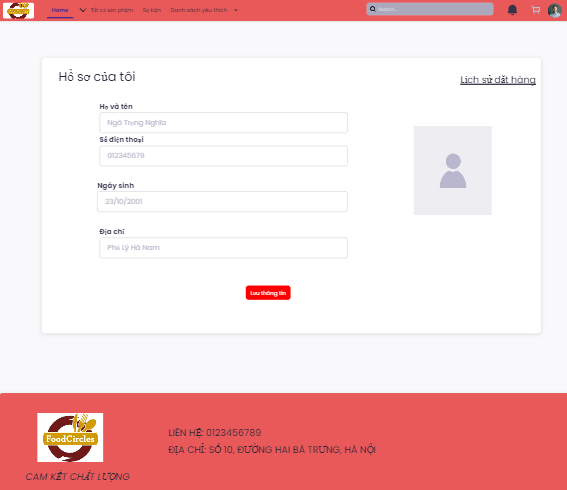 Home Tất cả sản phẩm Sự kiện Danh sách yêu thích
Search...
Hồ sơ của tôi
Lịch sử đặt hàng
Họ và tên
Ngô Trọng Nghĩa
Số điện thoại
012345679
Ngày sinh
23/10/2001
Địa chỉ
Phủ Lý Hà Nam
Lưu thông tin
FoodCircles
LIÊN HỆ: 0123456789
ĐỊA CHỈ: SỐ 10, ĐƯỜNG HAI BÀ TRƯNG, HÀ NỘI
CAM KẾT CHẤT LƯỢNG